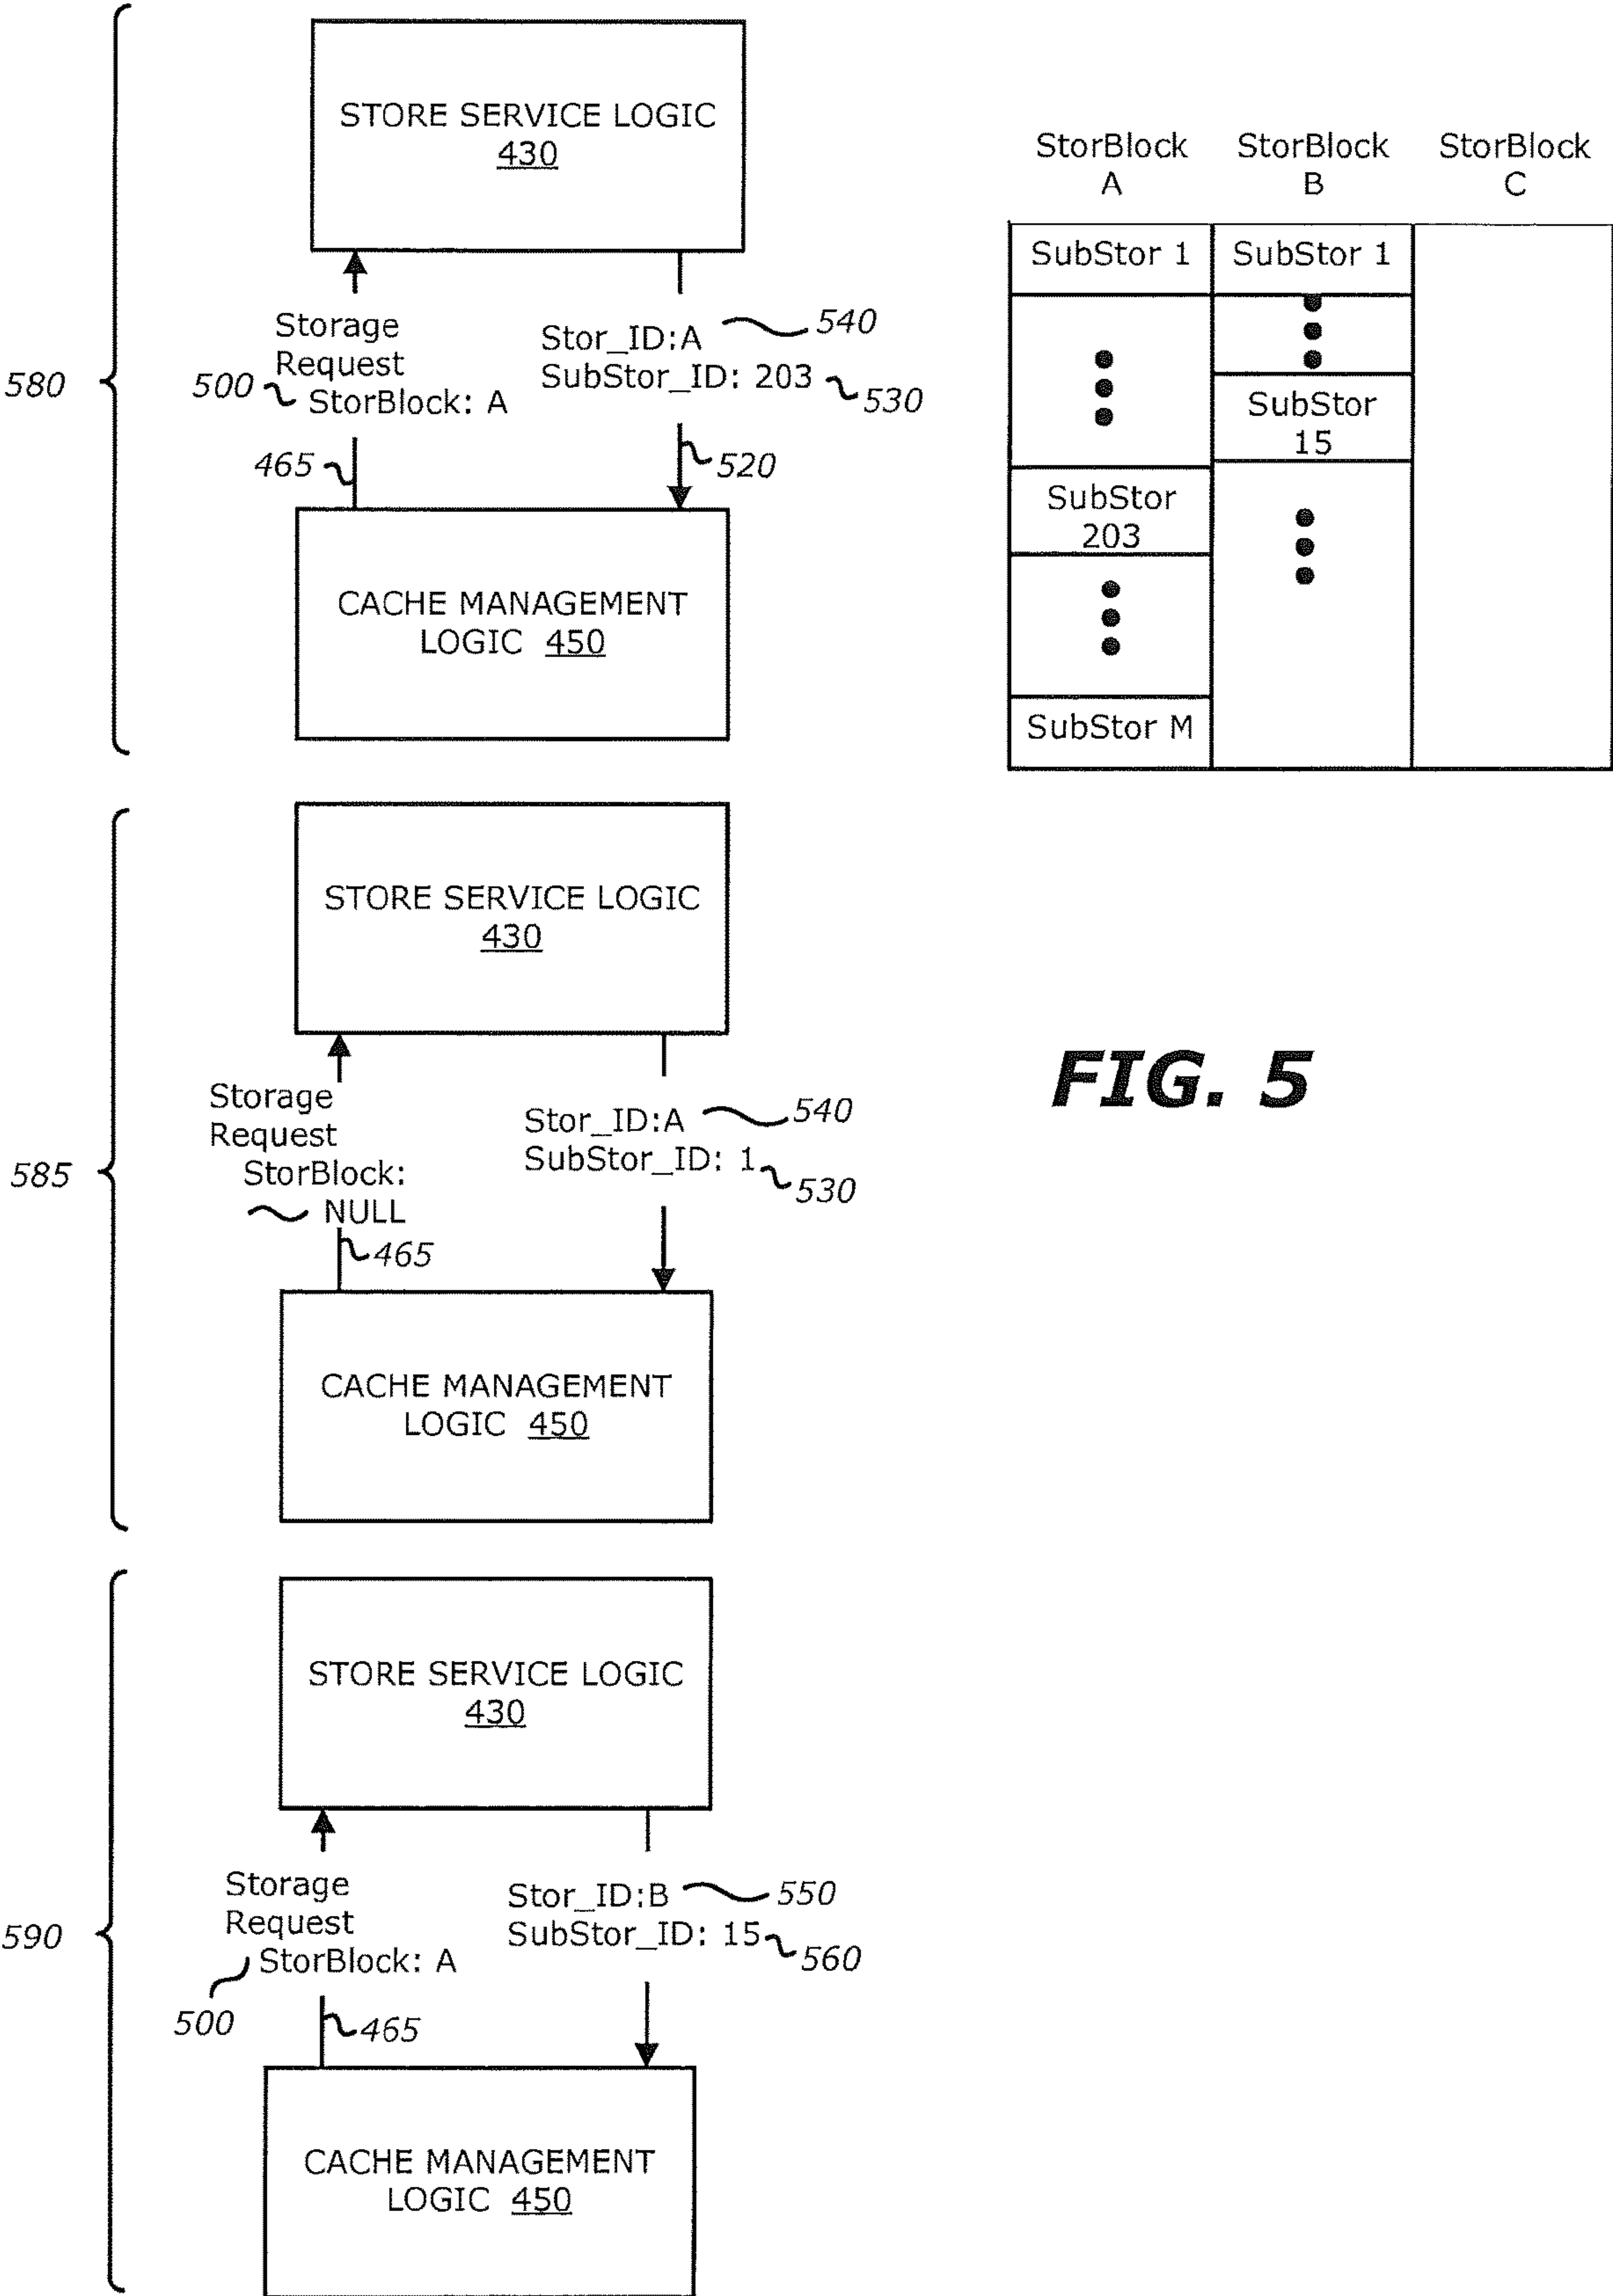 STORE SERVICE LOGIC
430
580
Storage
Request
500 StorBlock: A
465
Stor_ID:A 540
SubStor_ID: 203 530
520
CACHE MANAGEMENT
LOGIC 450
StorBlock
A
StorBlock
B
StorBlock
C
SubStor 1
SubStor 203
SubStor M
SubStor 1
SubStor
15
STORE SERVICE LOGIC
430
585
Storage
Request
StorBlock:
NULL
465
Stor_ID:A 540
SubStor_ID: 1 530
CACHE MANAGEMENT
LOGIC 450
FIG. 5
STORE SERVICE LOGIC
430
590
Storage
Request
StorBlock: A
500
465
Stor_ID:B 550
SubStor_ID: 15 560
CACHE MANAGEMENT
LOGIC 450